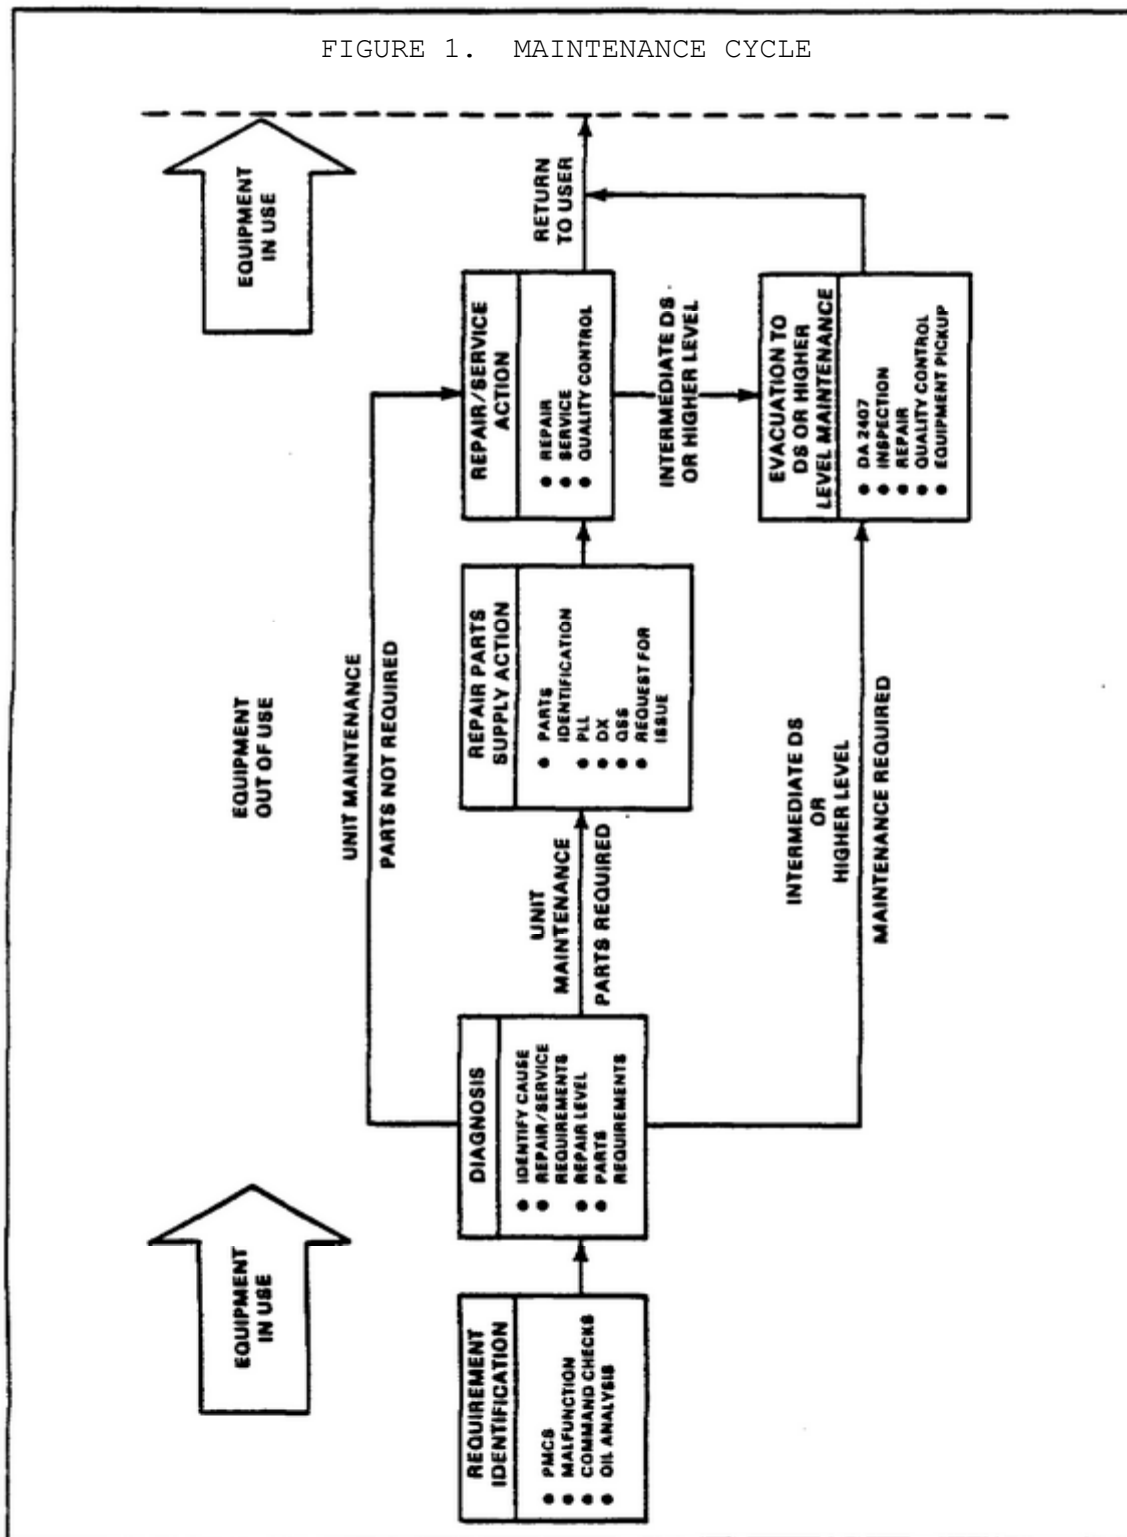 FIGURE 1. MAINTENANCE CYCLE
EQUIPMENT
IN USE
EQUIPMENT
OUT OF USE
EQUIPMENT
IN USE
REQUIREMENT
IDENTIFICATION
● PMCS
● MALFUNCTION
● COMMAND CHECKS
● OIL ANALYSIS
DIAGNOSIS
● IDENTIFY CAUSE
● REPAIR/SERVICE
REQUIREMENTS
● REPAIR LEVEL
● PARTS
REQUIREMENTS
UNIT MAINTENANCE
PARTS NOT REQUIRED
UNIT
MAINTENANCE
PARTS REQUIRED
REPAIR PARTS
SUPPLY ACTION
● PARTS
IDENTIFICATION
● PLL
● DX
● QSS
● REQUEST FOR
ISSUE
REPAIR/SERVICE
ACTION
● REPAIR
● SERVICE
● QUALITY CONTROL
RETURN
TO USER
INTERMEDIATE DS
OR HIGHER LEVEL
INTERMEDIATE DS
OR
HIGHER LEVEL
MAINTENANCE REQUIRED
EVACUATION TO
DS OR HIGHER
LEVEL MAINTENANCE
● DA 2407
● INSPECTION
● REPAIR
● QUALITY CONTROL
● EQUIPMENT PICKUP